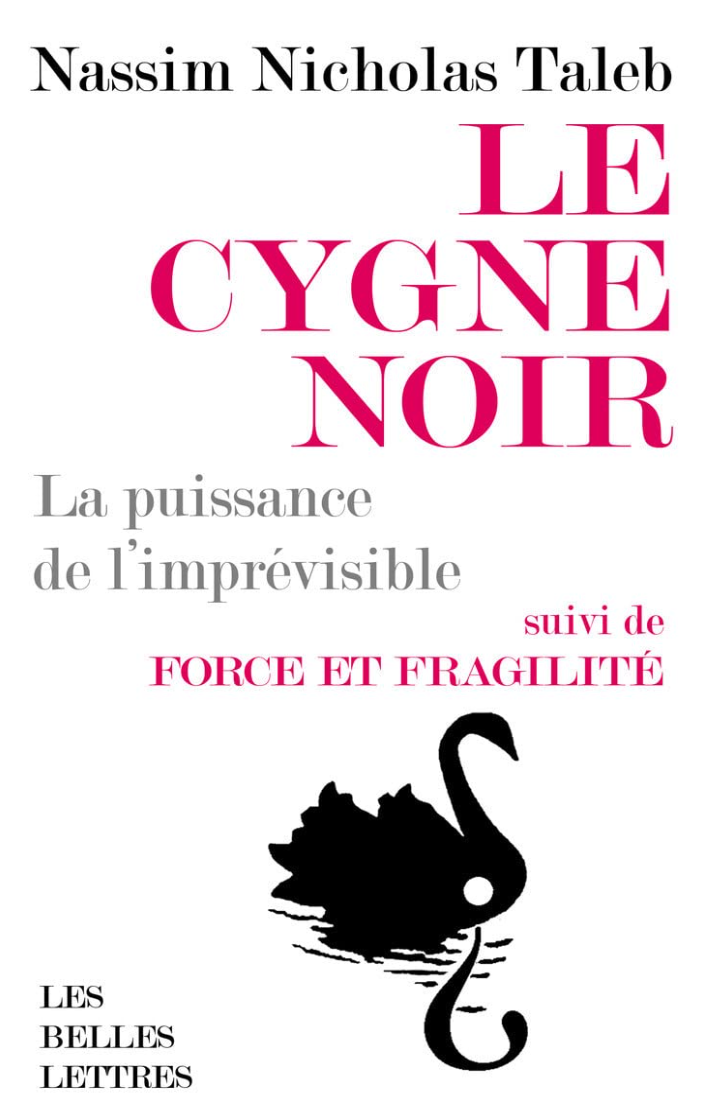 Nassim Nicholas Taleb
LE
CYGNE
NOIR
La puissance
de l'imprévisible
suivi de
FORCE ET FRAGILITÉ
LES
BELLES
LETTRES